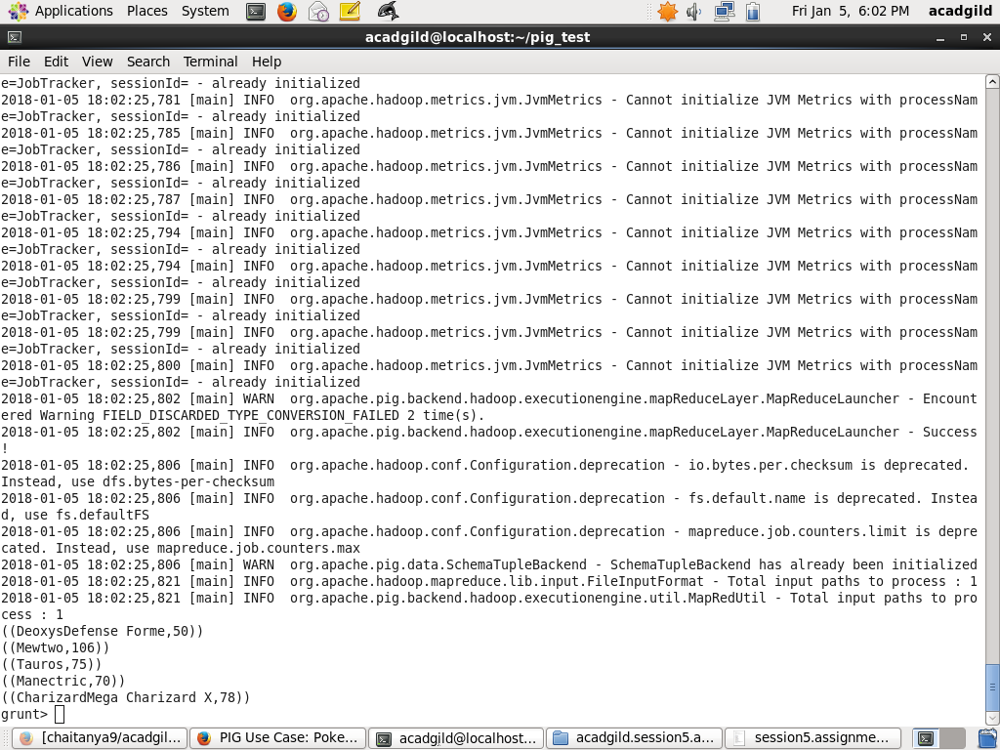 Applications Places System Fri Jan 5, 6:02 PM acadgild
acadgild@localhost:~/pig_test
File Edit View Search Terminal Help
e=JobTracker, sessionId= - already initialized
2018-01-05 18:02:25,781 [main] INFO  org.apache.hadoop.metrics.jvm.JvmMetrics - Cannot initialize JVM Metrics with processNam
e=JobTracker, sessionId= - already initialized
2018-01-05 18:02:25,785 [main] INFO  org.apache.hadoop.metrics.jvm.JvmMetrics - Cannot initialize JVM Metrics with processNam
e=JobTracker, sessionId= - already initialized
2018-01-05 18:02:25,786 [main] INFO  org.apache.hadoop.metrics.jvm.JvmMetrics - Cannot initialize JVM Metrics with processNam
e=JobTracker, sessionId= - already initialized
2018-01-05 18:02:25,787 [main] INFO  org.apache.hadoop.metrics.jvm.JvmMetrics - Cannot initialize JVM Metrics with processNam
e=JobTracker, sessionId= - already initialized
2018-01-05 18:02:25,794 [main] INFO  org.apache.hadoop.metrics.jvm.JvmMetrics - Cannot initialize JVM Metrics with processNam
e=JobTracker, sessionId= - already initialized
2018-01-05 18:02:25,794 [main] INFO  org.apache.hadoop.metrics.jvm.JvmMetrics - Cannot initialize JVM Metrics with processNam
e=JobTracker, sessionId= - already initialized
2018-01-05 18:02:25,799 [main] INFO  org.apache.hadoop.metrics.jvm.JvmMetrics - Cannot initialize JVM Metrics with processNam
e=JobTracker, sessionId= - already initialized
2018-01-05 18:02:25,799 [main] INFO  org.apache.hadoop.metrics.jvm.JvmMetrics - Cannot initialize JVM Metrics with processNam
e=JobTracker, sessionId= - already initialized
2018-01-05 18:02:25,800 [main] INFO  org.apache.hadoop.metrics.jvm.JvmMetrics - Cannot initialize JVM Metrics with processNam
e=JobTracker, sessionId= - already initialized
2018-01-05 18:02:25,802 [main] WARN  org.apache.pig.backend.hadoop.executionengine.mapReduceLayer.MapReduceLauncher - Encount
ered Warning FIELD_DISCARDED_TYPE_CONVERSION_FAILED 2 time(s).
2018-01-05 18:02:25,802 [main] INFO  org.apache.pig.backend.hadoop.executionengine.mapReduceLayer.MapReduceLauncher - Success
!
2018-01-05 18:02:25,806 [main] INFO  org.apache.hadoop.conf.Configuration.deprecation - io.bytes.per.checksum is deprecated.
Instead, use dfs.bytes-per-checksum
2018-01-05 18:02:25,806 [main] INFO  org.apache.hadoop.conf.Configuration.deprecation - fs.default.name is deprecated. Instea
d, use fs.defaultFS
2018-01-05 18:02:25,806 [main] INFO  org.apache.hadoop.conf.Configuration.deprecation - mapreduce.job.counters.limit is depre
cated. Instead, use mapreduce.job.counters.max
2018-01-05 18:02:25,806 [main] WARN  org.apache.pig.data.SchemaTupleBackend - SchemaTupleBackend has already been initialized
2018-01-05 18:02:25,821 [main] INFO  org.apache.hadoop.mapreduce.lib.input.FileInputFormat - Total input paths to process : 1
2018-01-05 18:02:25,821 [main] INFO  org.apache.pig.backend.hadoop.executionengine.util.MapRedUtil - Total input paths to pro
cess : 1
((DeoxysDefense Forme,50))
((Mewtwo,106))
((Tauros,75))
((Manectric,70))
((CharizardMega Charizard X,78))
grunt>
[chaitanya9/acadgil... PIG Use Case: Poke... acadgild@localhost:... acadgild.session5.a... session5.assignme...